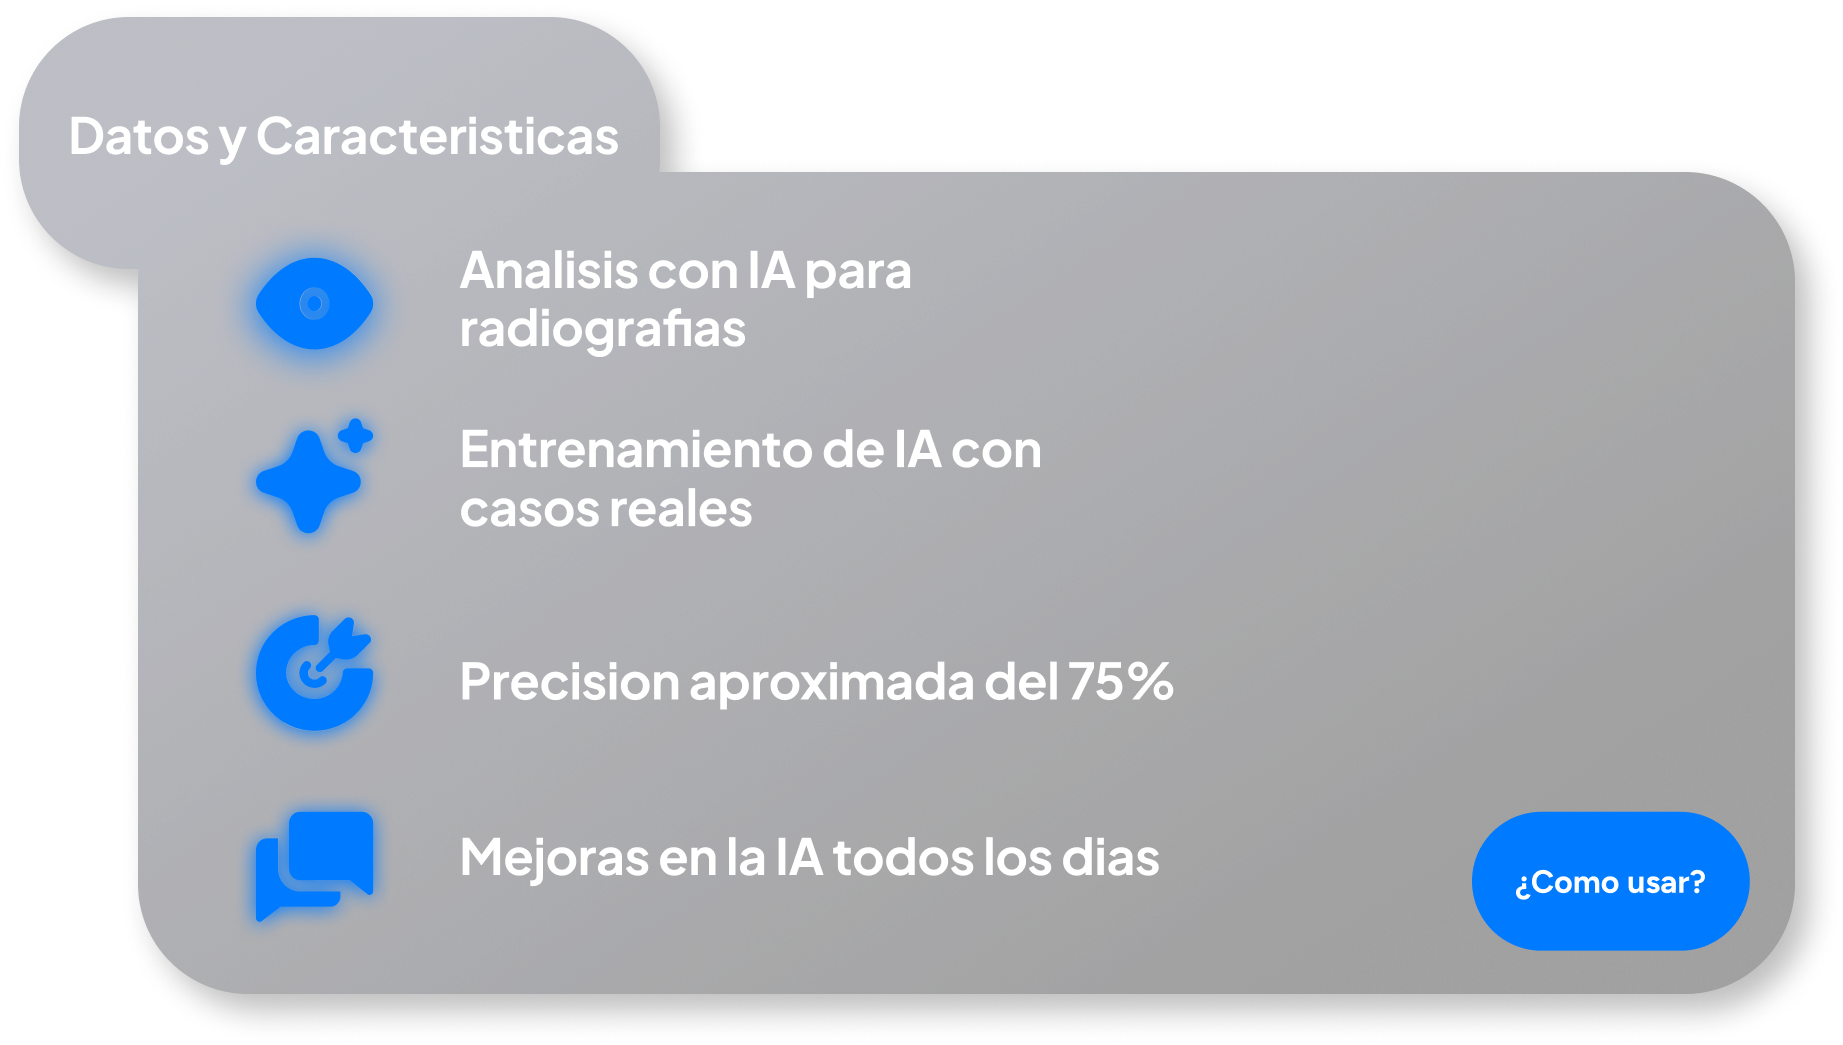 Datos y Caracteristicas
Analisis con IA para
radiografias
Entrenamiento de IA con
casos reales
Precision aproximada del 75%
Mejoras en la IA todos los dias
¿Como usar?